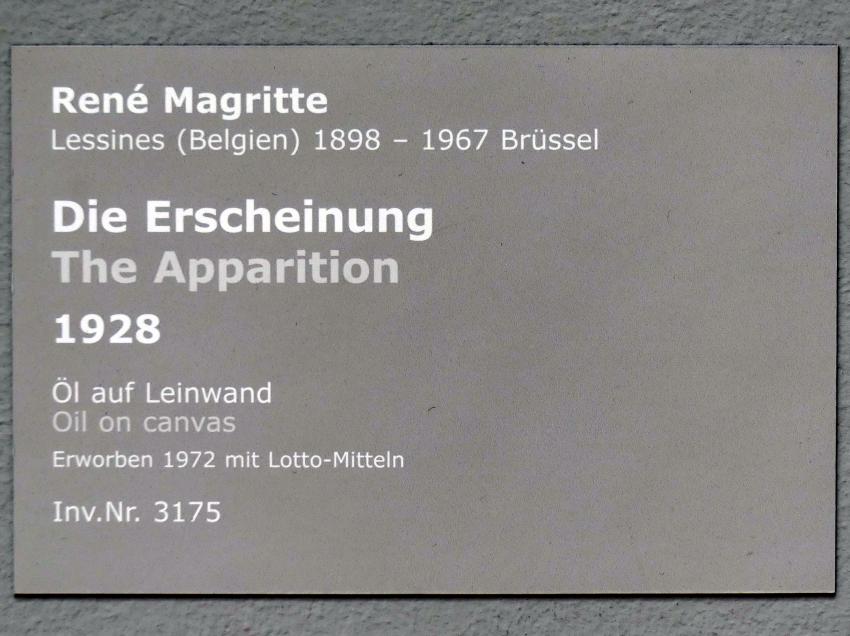 René Magritte
Lessines (Belgien) 1898 – 1967 Brüssel
Die Erscheinung
The Apparition
1928
Öl auf Leinwand
Oil on canvas
Erworben 1972 mit Lotto-Mitteln
Inv.Nr. 3175